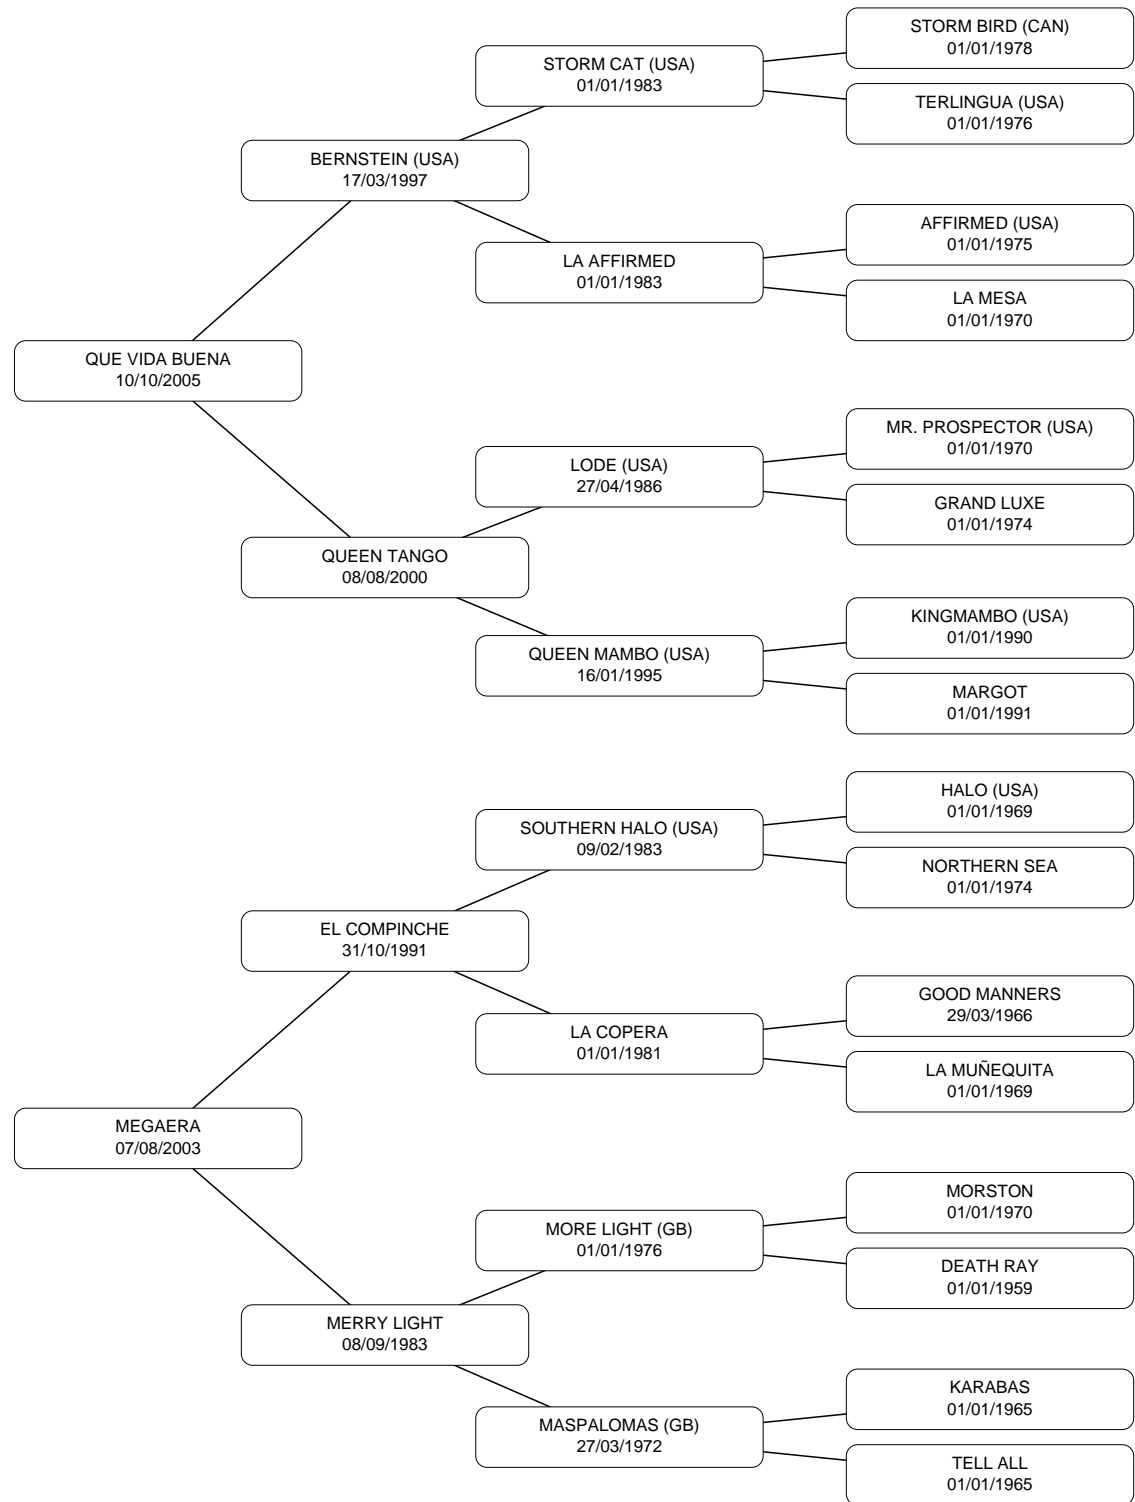 STORM BIRD (CAN)
01/01/1978
STORM CAT (USA)
01/01/1983
TERLINGUA (USA)
01/01/1976
BERNSTEIN (USA)
17/03/1997
AFFIRMED (USA)
01/01/1975
LA AFFIRMED
01/01/1983
LA MESA
01/01/1970
QUE VIDA BUENA
10/10/2005
MR. PROSPECTOR (USA)
01/01/1970
LODE (USA)
27/04/1986
GRAND LUXE
01/01/1974
QUEEN TANGO
08/08/2000
KINGMAMBO (USA)
01/01/1990
QUEEN MAMBO (USA)
16/01/1995
MARGOT
01/01/1991
HALO (USA)
01/01/1969
SOUTHERN HALO (USA)
09/02/1983
NORTHERN SEA
01/01/1974
EL COMPINCHE
31/10/1991
GOOD MANNERS
29/03/1966
LA COPERA
01/01/1981
LA MUÑEQUITA
01/01/1969
MEGAERA
07/08/2003
MORSTON
01/01/1970
MORE LIGHT (GB)
01/01/1976
DEATH RAY
01/01/1959
MERRY LIGHT
08/09/1983
KARABAS
01/01/1965
MASPALOMAS (GB)
27/03/1972
TELL ALL
01/01/1965